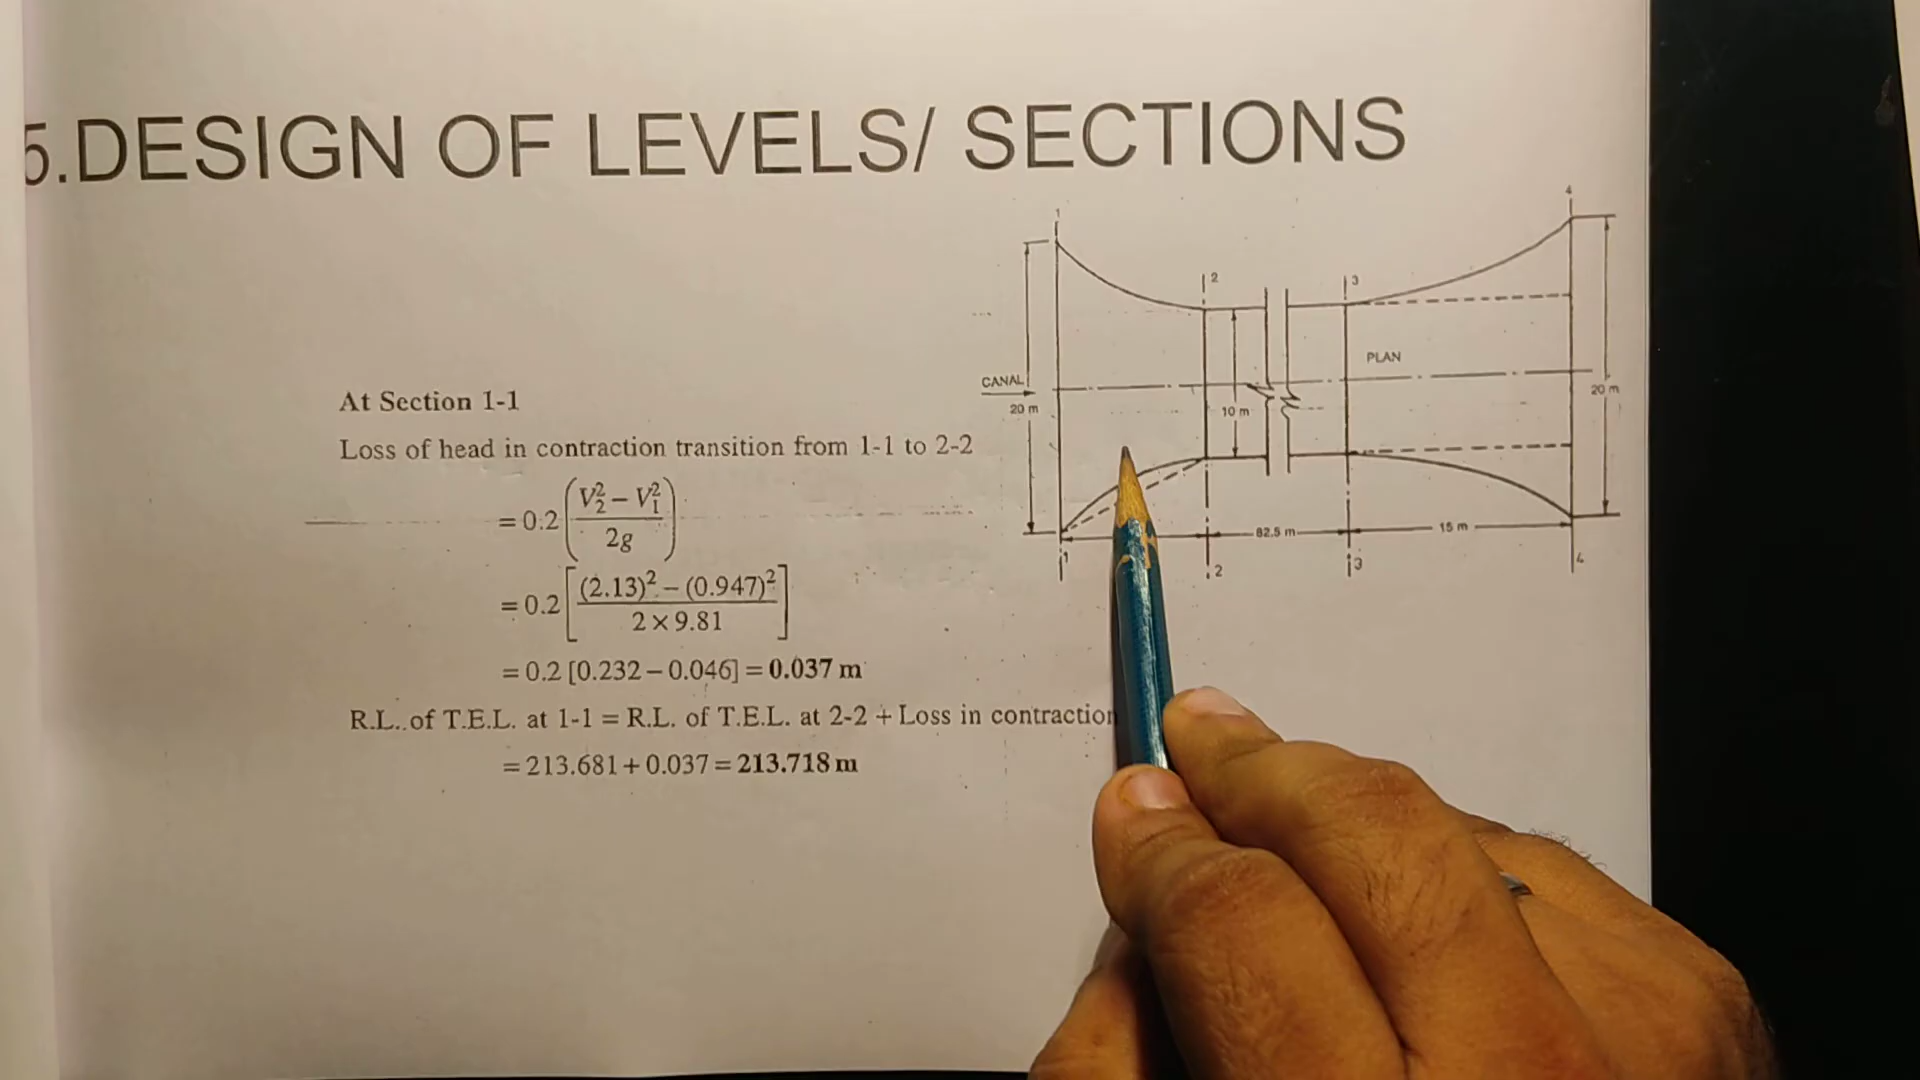 5.DESIGN OF LEVELS/ SECTIONS
At Section 1-1
Loss of head in contraction transition from 1-1 to 2-2
= 0.2 ( (V₂² − V₁²) / 2g )
= 0.2 [ ((2.13)² − (0.947)²) / (2 × 9.81) ]
= 0.2 [0.232 − 0.046] = 0.037 m
R.L. of T.E.L. at 1-1 = R.L. of T.E.L. at 2-2 + Loss in contraction
= 213.681 + 0.037 = 213.718 m
1
4
2
3
PLAN
CANAL
20 m
10 m
20 m
82.5 m
15 m
1
2
3
4